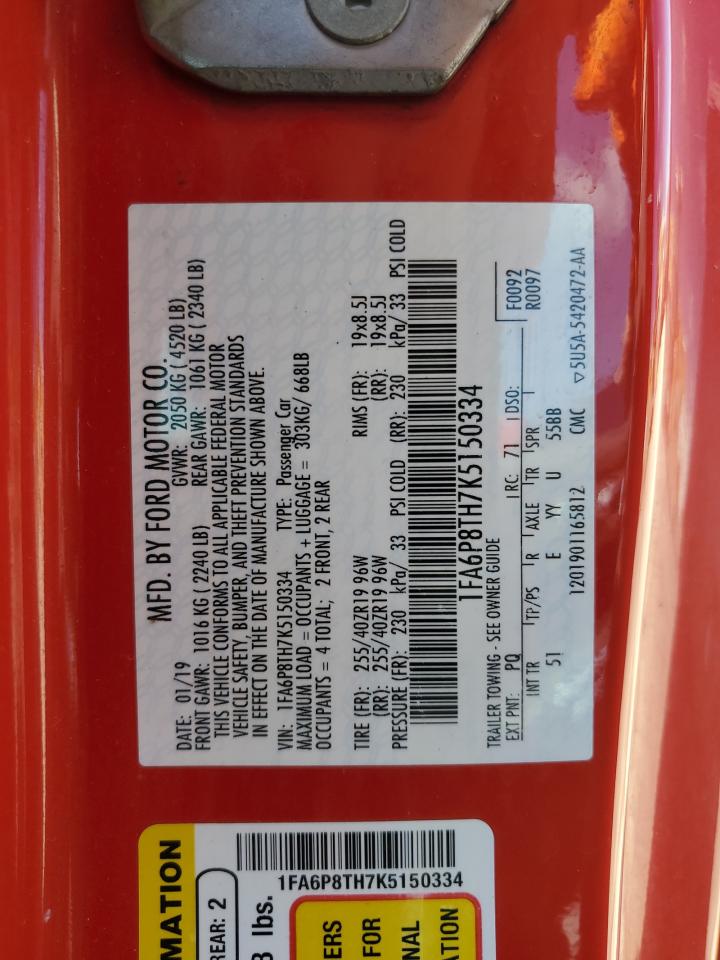 MFD. BY FORD MOTOR CO.
DATE: 01/19 GVWR: 2050 KG ( 4520 LB)
FRONT GAWR: 1016 KG ( 2240 LB) REAR GAWR: 1061 KG ( 2340 LB)
THIS VEHICLE CONFORMS TO ALL APPLICABLE FEDERAL MOTOR
VEHICLE SAFETY, BUMPER, AND THEFT PREVENTION STANDARDS
IN EFFECT ON THE DATE OF MANUFACTURE SHOWN ABOVE.
VIN: 1FA6P8TH7K5150334 TYPE: Passenger Car
MAXIMUM LOAD = OCCUPANTS + LUGGAGE = 303KG/ 668LB
OCCUPANTS = 4 TOTAL; 2 FRONT, 2 REAR
TIRE (FR): 255/40ZR19 96W RIMS (FR): 19x8.5J
(RR): 255/40ZR19 96W (RR): 19x8.5J
PRESSURE (FR): 230 kPa/ 33 PSI COLD (RR): 230 kPa/ 33 PSI COLD
1FA6P8TH7K5150334
TRAILER TOWING - SEE OWNER GUIDE
EXT PNT: PQ RC: 71 DSO: F0092
R0097
INT TR TP/PS R AXLE TR SPR
51 E YY U 55BB
1201901165812 CMC ▽5U5A-5420472-AA
MATION
REAR: 2
1FA6P8TH7K5150334
lbs.
ERS
FOR
NAL
ATION